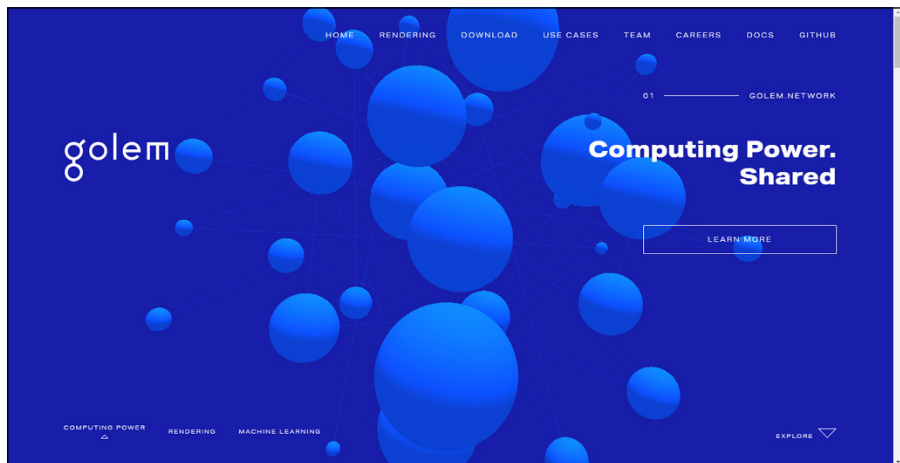 HOME RENDERING DOWNLOAD USE CASES TEAM CAREERS DOCS GITHUB
01 GOLEM.NETWORK
golem
Computing Power.
Shared
LEARN MORE
COMPUTING POWER RENDERING MACHINE LEARNING
EXPLORE